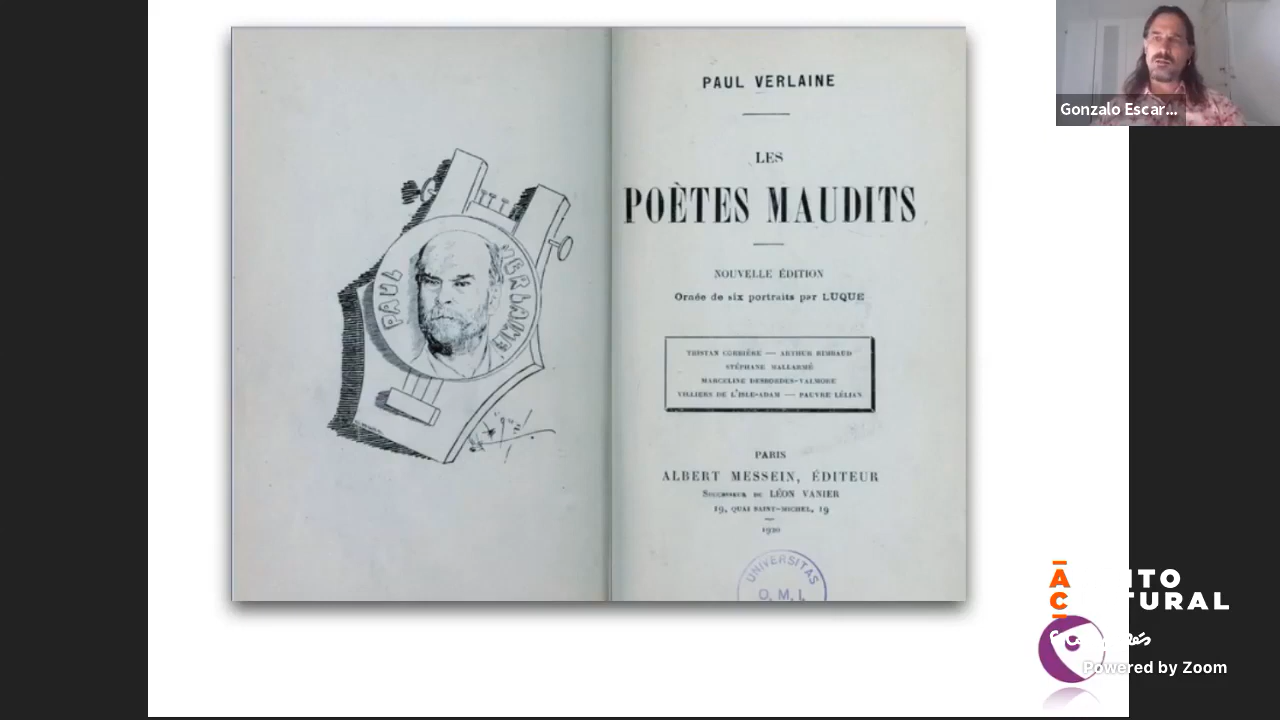 PAUL VERLAINE
LES
POÈTES MAUDITS
NOUVELLE ÉDITION
Ornée de six portraits par LUQUE
TRISTAN CORBIÈRE — ARTHUR RIMBAUD
STÉPHANE MALLARMÉ
MARCELINE DESBORDES-VALMORE
VILLIERS DE L'ISLE-ADAM — PAUVRE LÉLIAN
PARIS
ALBERT MESSEIN, ÉDITEUR
Successeur de LÉON VANIER
19, QUAI SAINT-MICHEL, 19
1920
UNIVERSITAS
O. M. I.
PAUL VERLAINE
Gonzalo Escar...
ITO
TURAL
Powered by Zoom